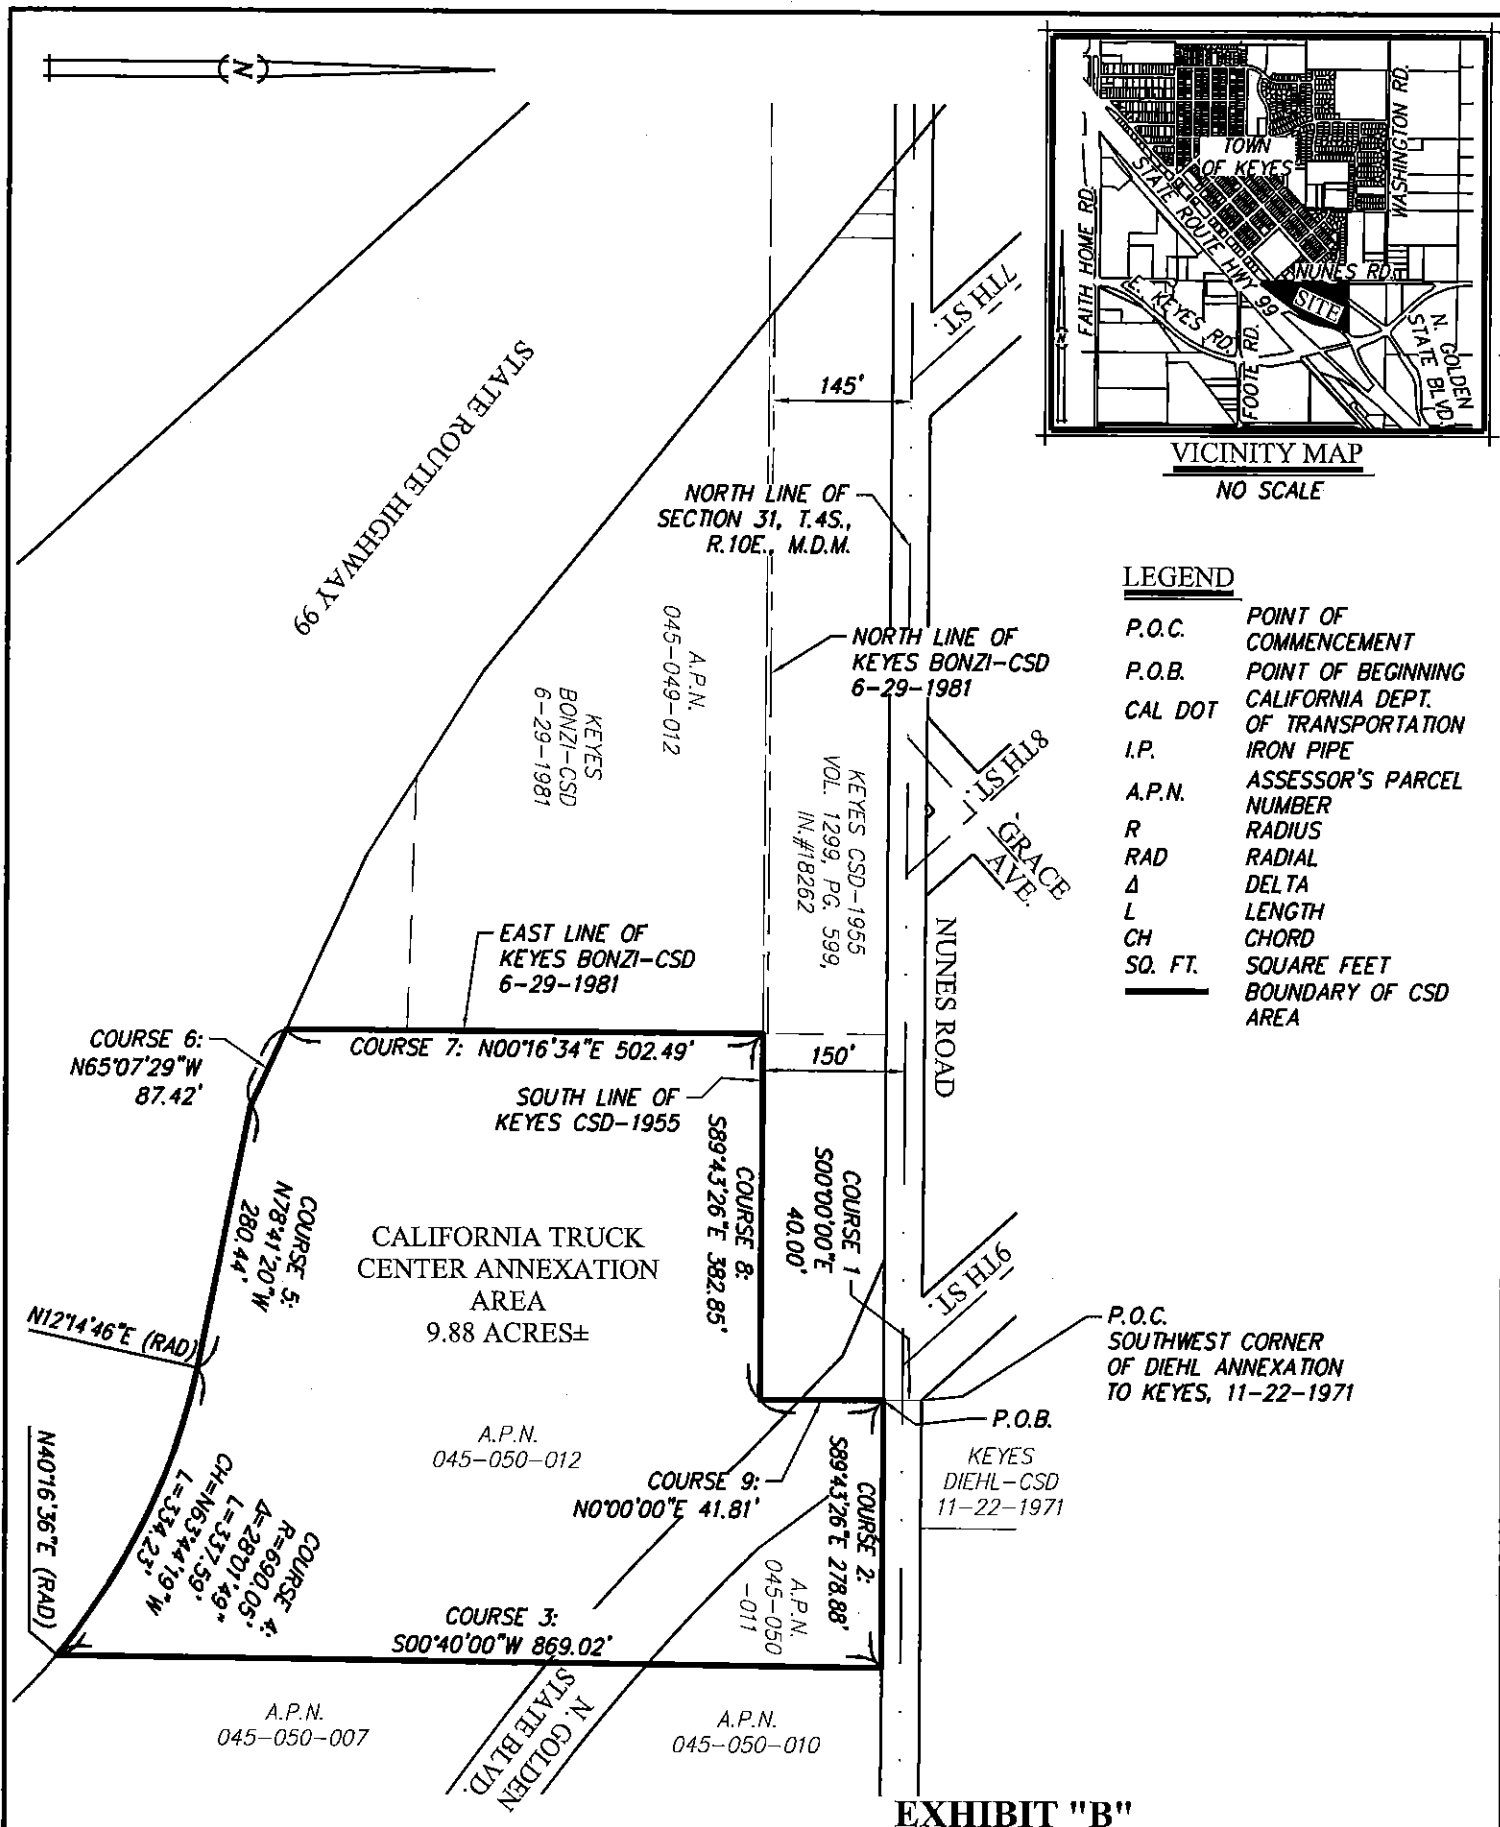 N
TOWN
OF KEYES
STATE ROUTE HWY 99
FAITH HOME RD.
WASHINGTON RD.
NUNES RD.
SITE
E. KEYES RD.
FOOTE RD.
N. GOLDEN
STATE BLVD.
N
VICINITY MAP
NO SCALE
LEGEND
P.O.C. POINT OF
COMMENCEMENT
P.O.B. POINT OF BEGINNING
CAL DOT CALIFORNIA DEPT.
OF TRANSPORTATION
I.P. IRON PIPE
A.P.N. ASSESSOR'S PARCEL
NUMBER
R RADIUS
RAD RADIAL
Δ DELTA
L LENGTH
CH CHORD
SQ. FT. SQUARE FEET
BOUNDARY OF CSD
AREA
STATE ROUTE HIGHWAY 99
7TH ST.
145'
NORTH LINE OF
SECTION 31, T.4S.,
R.10E., M.D.M.
NORTH LINE OF
KEYES BONZI-CSD
6-29-1981
A.P.N.
045-049-012
KEYES
BONZI-CSD
6-29-1981
KEYES CSD-1955
VOL. 1299, PG. 599,
IN.#18262
8TH ST.
GRACE
AVE.
NUNES ROAD
EAST LINE OF
KEYES BONZI-CSD
6-29-1981
COURSE 6:
N65°07'29"W
87.42'
COURSE 7: N00°16'34"E 502.49'
150'
SOUTH LINE OF
KEYES CSD-1955
COURSE 8:
S89°43'26"E 382.85'
COURSE 1
S00°00'00"E
40.00'
COURSE 5:
N78°41'20"W
280.44'
CALIFORNIA TRUCK
CENTER ANNEXATION
AREA
9.88 ACRES±
N12°14'46"E (RAD)
9TH ST.
P.O.C.
SOUTHWEST CORNER
OF DIEHL ANNEXATION
TO KEYES, 11-22-1971
P.O.B.
KEYES
DIEHL-CSD
11-22-1971
A.P.N.
045-050-012
COURSE 9:
N0°00'00"E 41.81'
COURSE 2:
S89°43'26"E 278.88'
A.P.N.
045-050
-011
N40°16'36"E (RAD)
COURSE 4:
R=690.05'
Δ=28°01'49"
L=337.59'
CH=N63°44'19"W
L=334.23'
COURSE 3:
S00°40'00"W 869.02'
N. GOLDEN
STATE BLVD.
A.P.N.
045-050-007
A.P.N.
045-050-010
EXHIBIT "B"